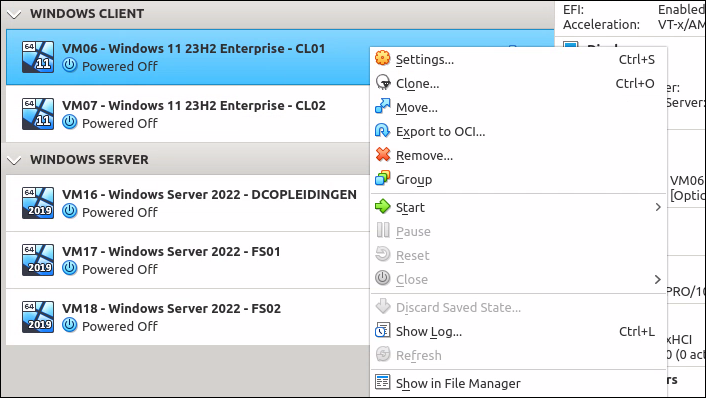 WINDOWS CLIENT
64
11
VM06 - Windows 11 23H2 Enterprise - CL01
Powered Off
64
11
VM07 - Windows 11 23H2 Enterprise - CL02
Powered Off
WINDOWS SERVER
64
2019
VM16 - Windows Server 2022 - DCOPLEIDINGEN
Powered Off
64
2019
VM17 - Windows Server 2022 - FS01
Powered Off
64
2019
VM18 - Windows Server 2022 - FS02
Powered Off
Settings... Ctrl+S
Clone... Ctrl+O
Move...
Export to OCI...
Remove...
Group
Start
Pause
Reset
Close
Discard Saved State...
Show Log... Ctrl+L
Refresh
Show in File Manager
EFI: Enabled
Acceleration: VT-x/AM
er:
Server:
VM06
[Optic
PRO/10
xHCI
0 (0 act
rs